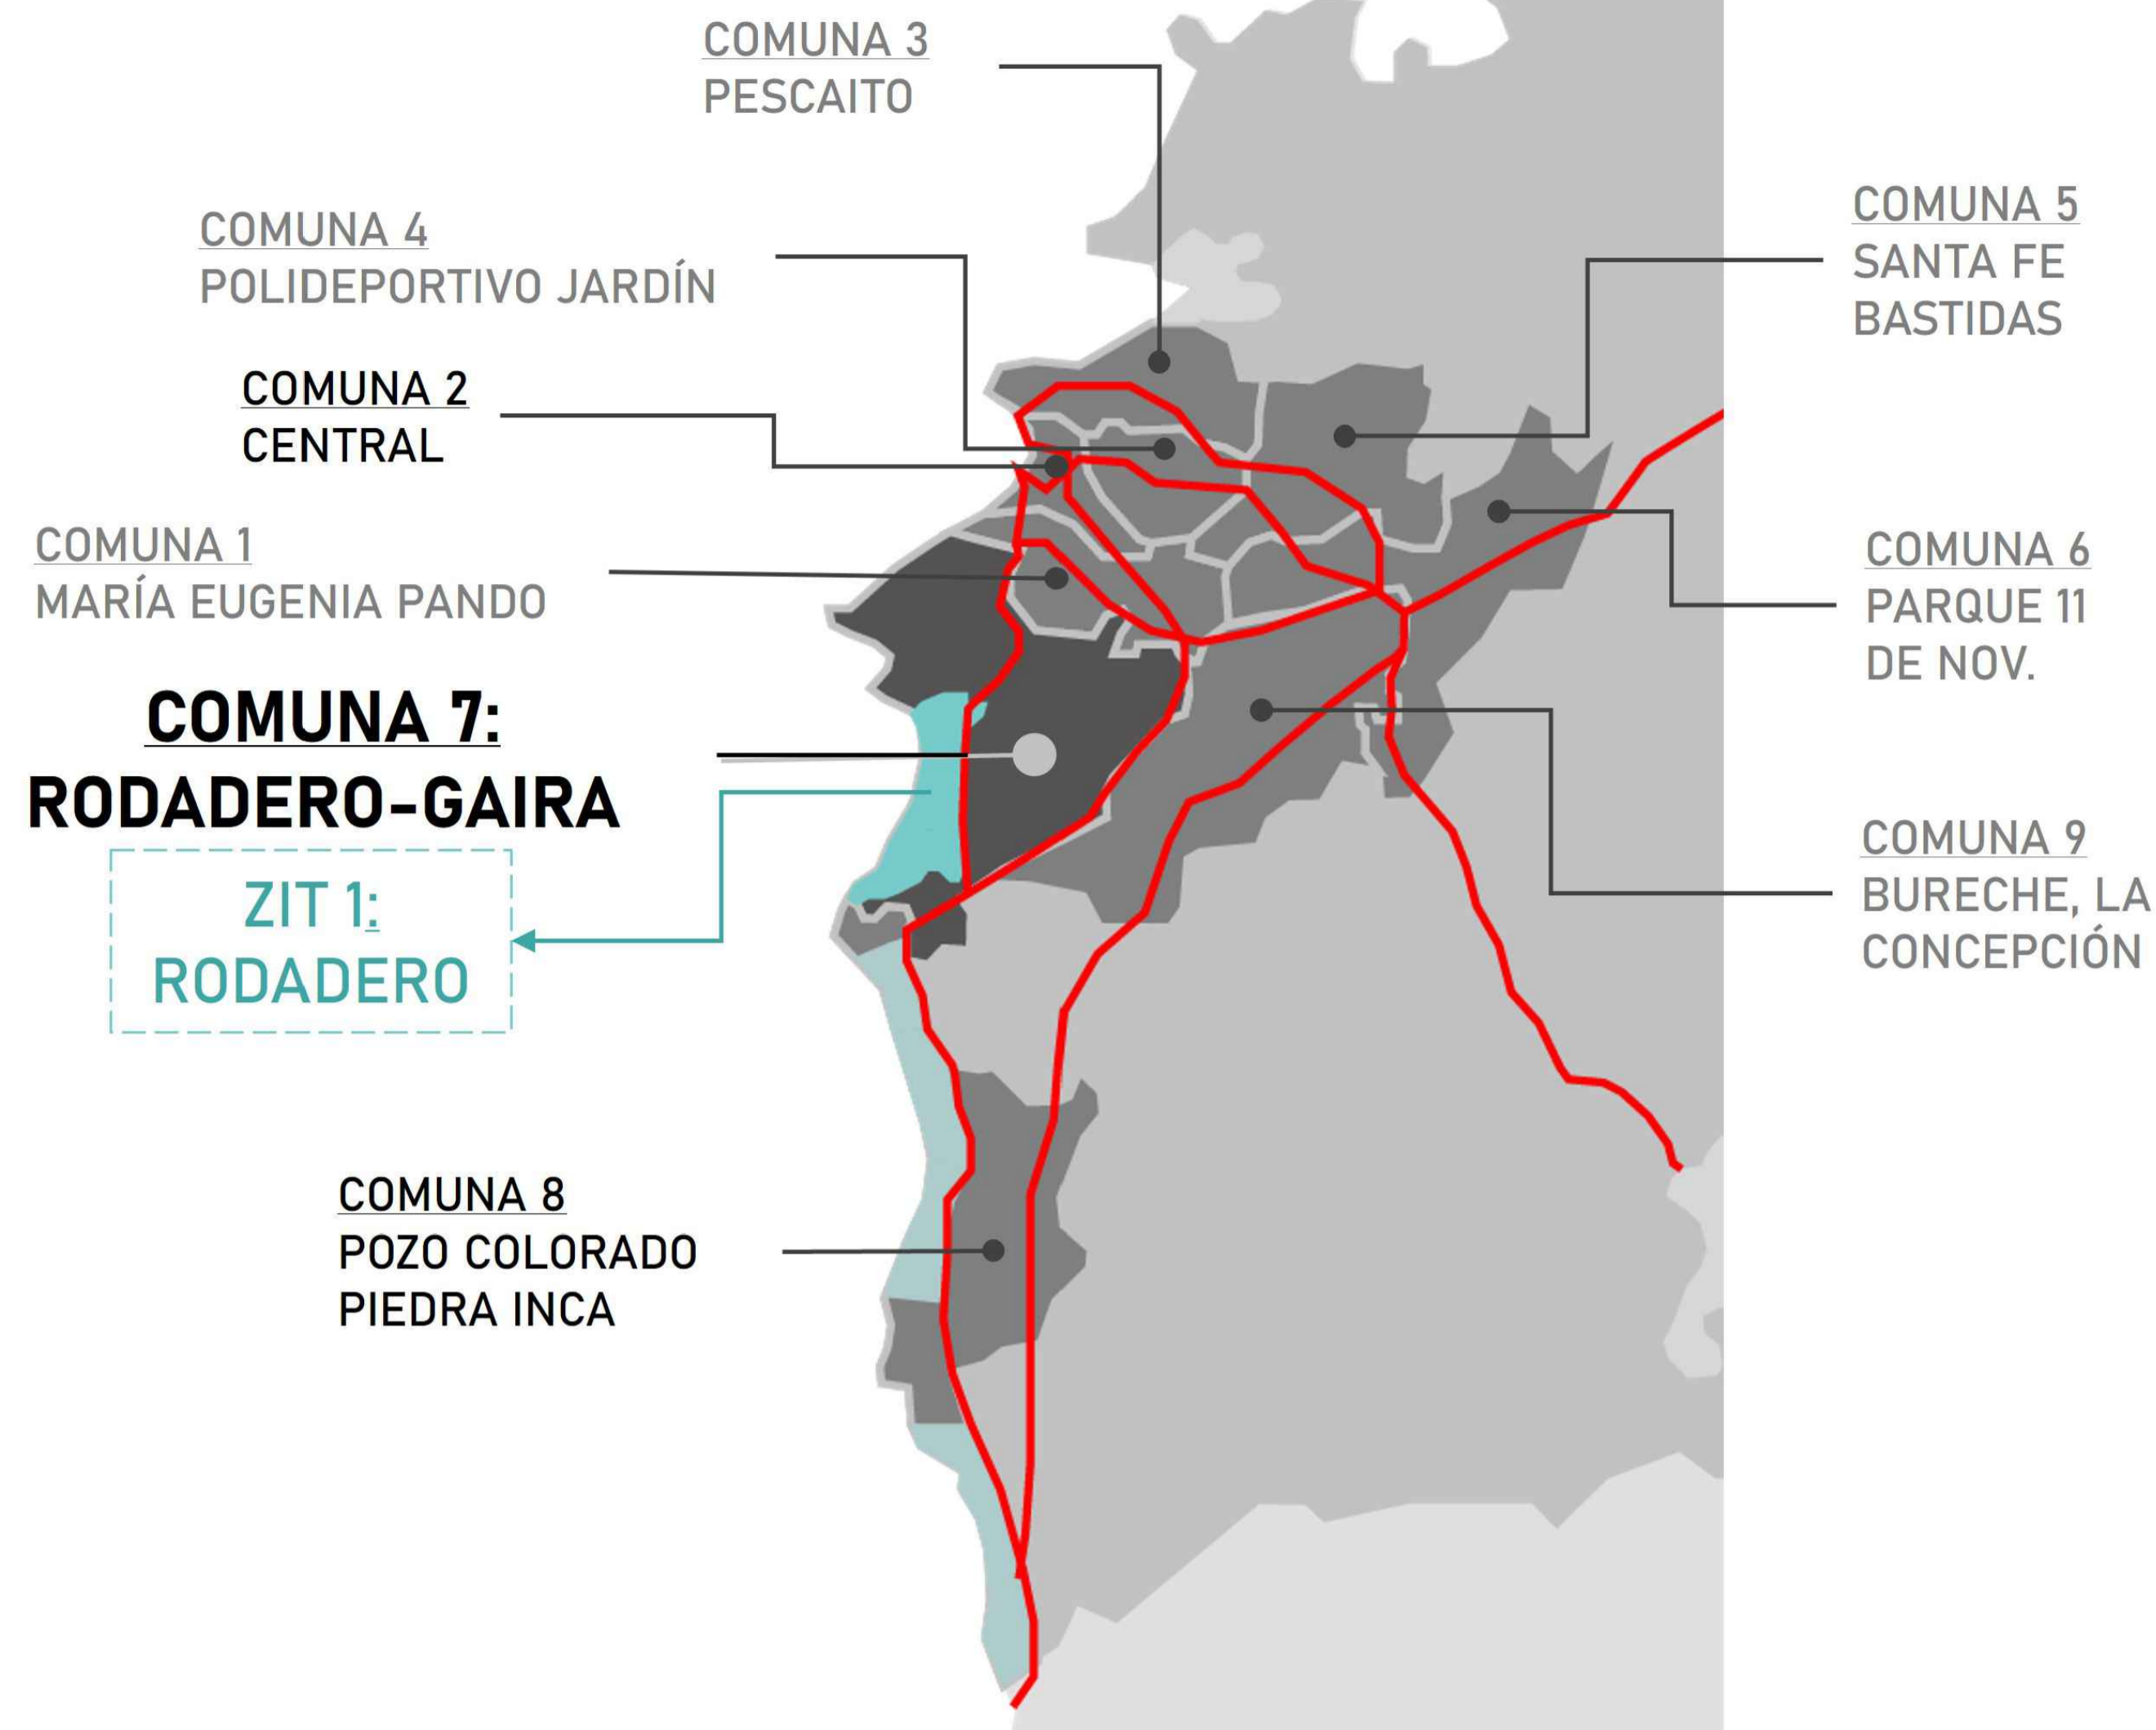 COMUNA 3
PESCAITO
COMUNA 4
POLIDEPORTIVO JARDÍN
COMUNA 5
SANTA FE
BASTIDAS
COMUNA 2
CENTRAL
COMUNA 1
MARÍA EUGENIA PANDO
COMUNA 6
PARQUE 11
DE NOV.
COMUNA 7:
RODADERO-GAIRA
ZIT 1:
RODADERO
COMUNA 9
BURECHE, LA
CONCEPCIÓN
COMUNA 8
POZO COLORADO
PIEDRA INCA